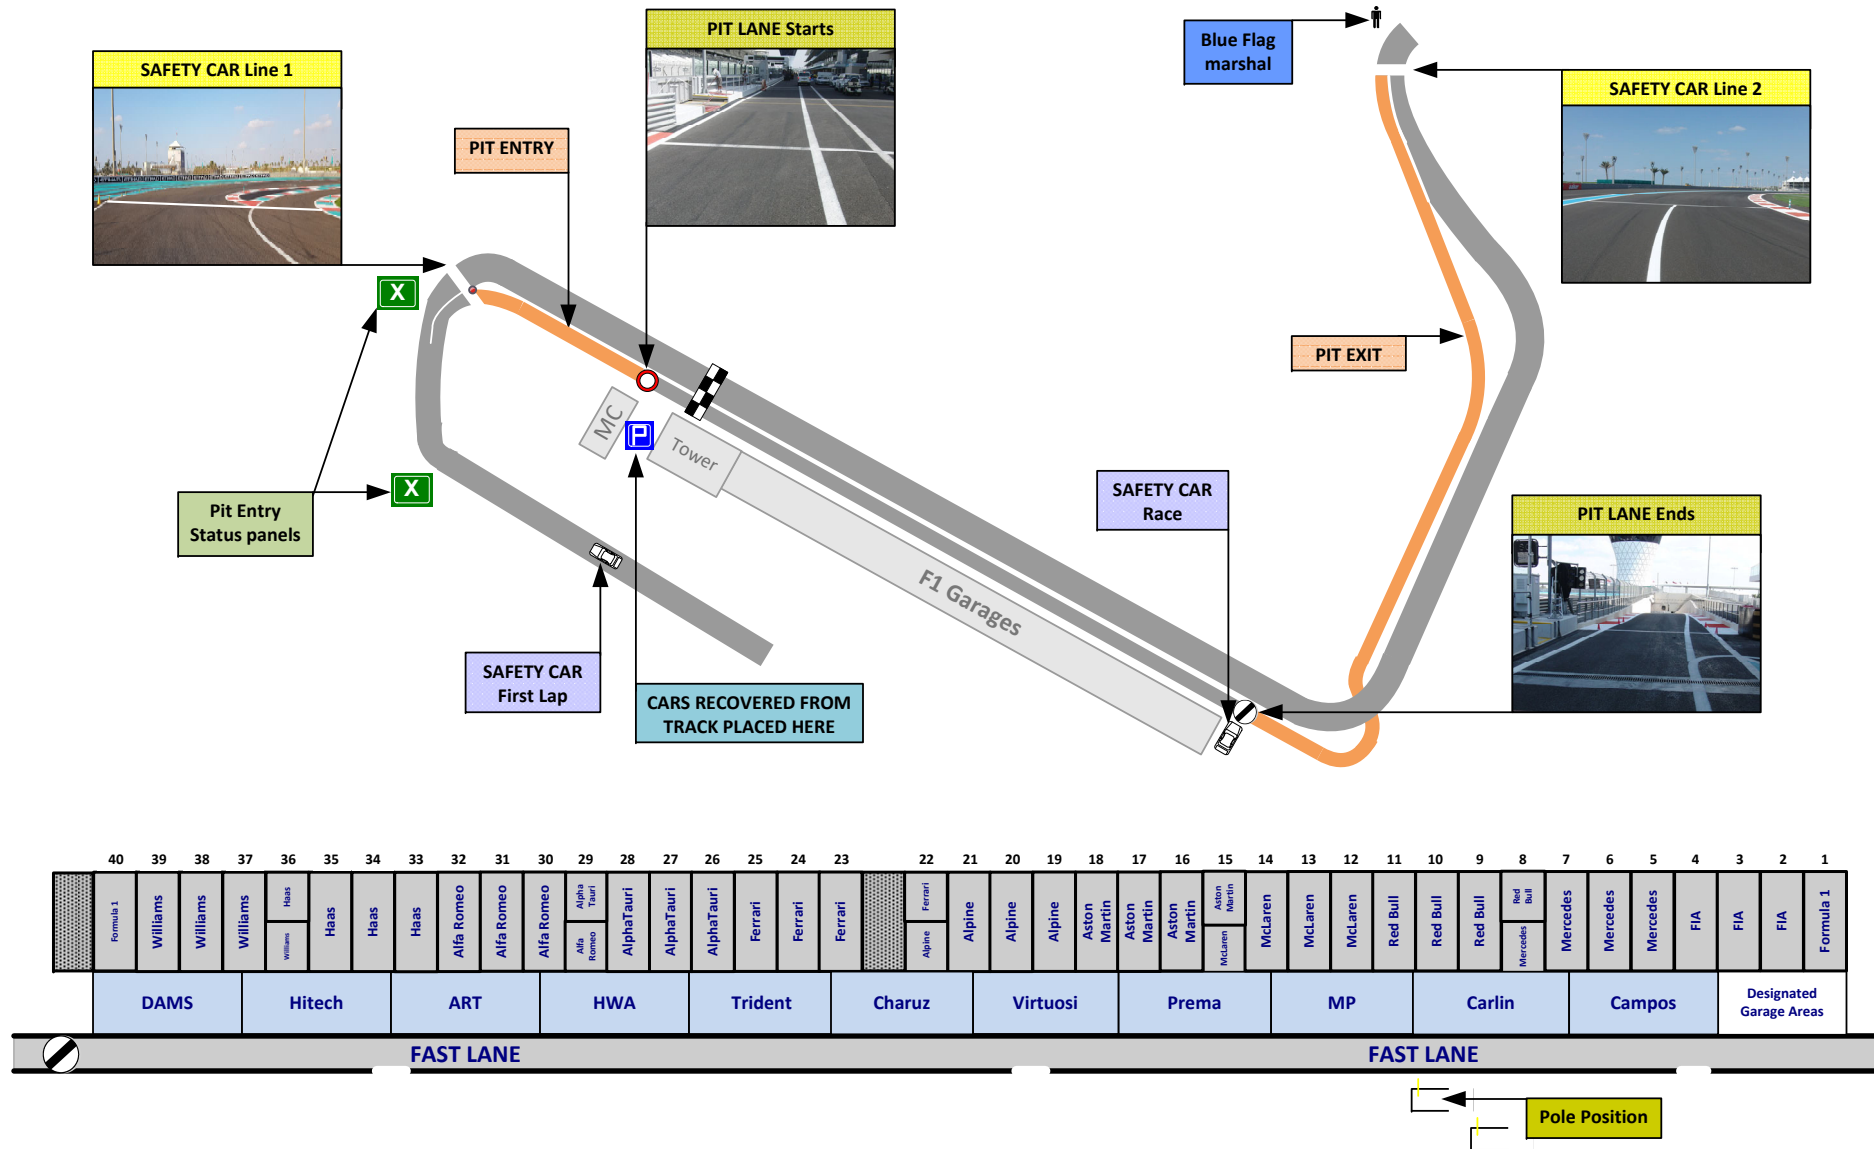 PIT LANE Starts
Blue Flag
marshal
SAFETY CAR Line 1
SAFETY CAR Line 2
PIT ENTRY
X
PIT EXIT
MC
P
Tower
X
SAFETY CAR
Race
Pit Entry
Status panels
PIT LANE Ends
F1 Garages
SAFETY CAR
First Lap
CARS RECOVERED FROM
TRACK PLACED HERE
40 39 38 37 36 35 34 33 32 31 30 29 28 27 26 25 24 23 22 21 20 19 18 17 16 15 14 13 12 11 10 9 8 7 6 5 4 3 2 1
Formula 1
Williams
Williams
Williams
Haas
Williams
Haas
Haas
Haas
Alfa Romeo
Alfa Romeo
Alfa Romeo
Alpha
Tauri
Alfa
Romeo
AlphaTauri
AlphaTauri
AlphaTauri
Ferrari
Ferrari
Ferrari
Ferrari
Alpine
Alpine
Alpine
Alpine
Aston
Martin
Aston
Martin
Aston
Martin
Aston
Martin
McLaren
McLaren
McLaren
McLaren
Red Bull
Red Bull
Red Bull
Red
Bull
Mercedes
Mercedes
Mercedes
Mercedes
FIA
FIA
FIA
Formula 1
DAMS Hitech ART HWA Trident Charuz Virtuosi Prema MP Carlin Campos
Designated
Garage Areas
FAST LANE FAST LANE
Pole Position